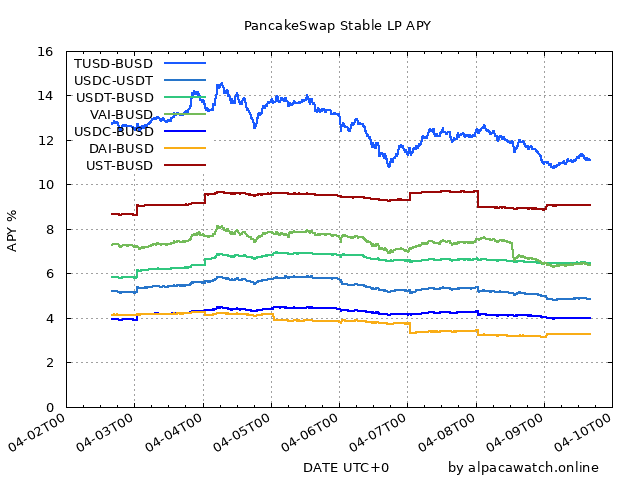 PancakeSwap Stable LP APY
16
14
12
10
8
6
4
2
0
APY %
TUSD-BUSD
USDC-USDT
USDT-BUSD
VAI-BUSD
USDC-BUSD
DAI-BUSD
UST-BUSD
04-02T00
04-03T00
04-04T00
04-05T00
04-06T00
04-07T00
04-08T00
04-09T00
04-10T00
DATE UTC+0
by alpacawatch.online